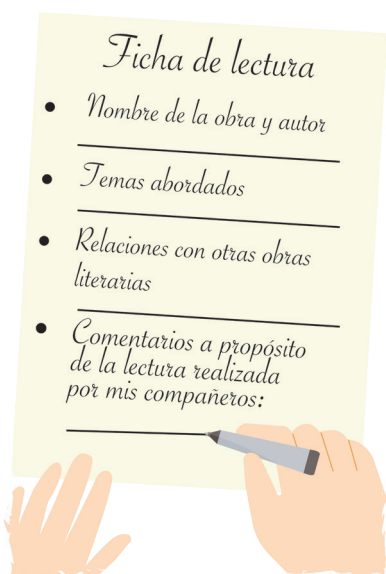 Ficha de lectura
Nombre de la obra y autor
Temas abordados
Relaciones con otras obras
literarias
Comentarios a propósito
de la lectura realizada
por mis compañeros: